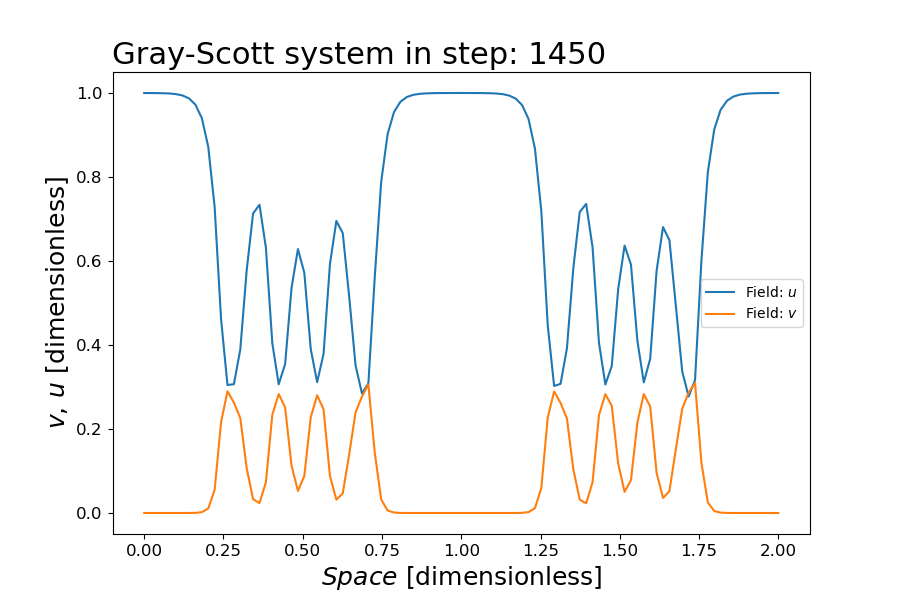 Gray-Scott system in step: 1450
v, u [dimensionless]
1.0
0.8
0.6
0.4
0.2
0.0
Field: u
Field: v
0.00 0.25 0.50 0.75 1.00 1.25 1.50 1.75 2.00
Space [dimensionless]